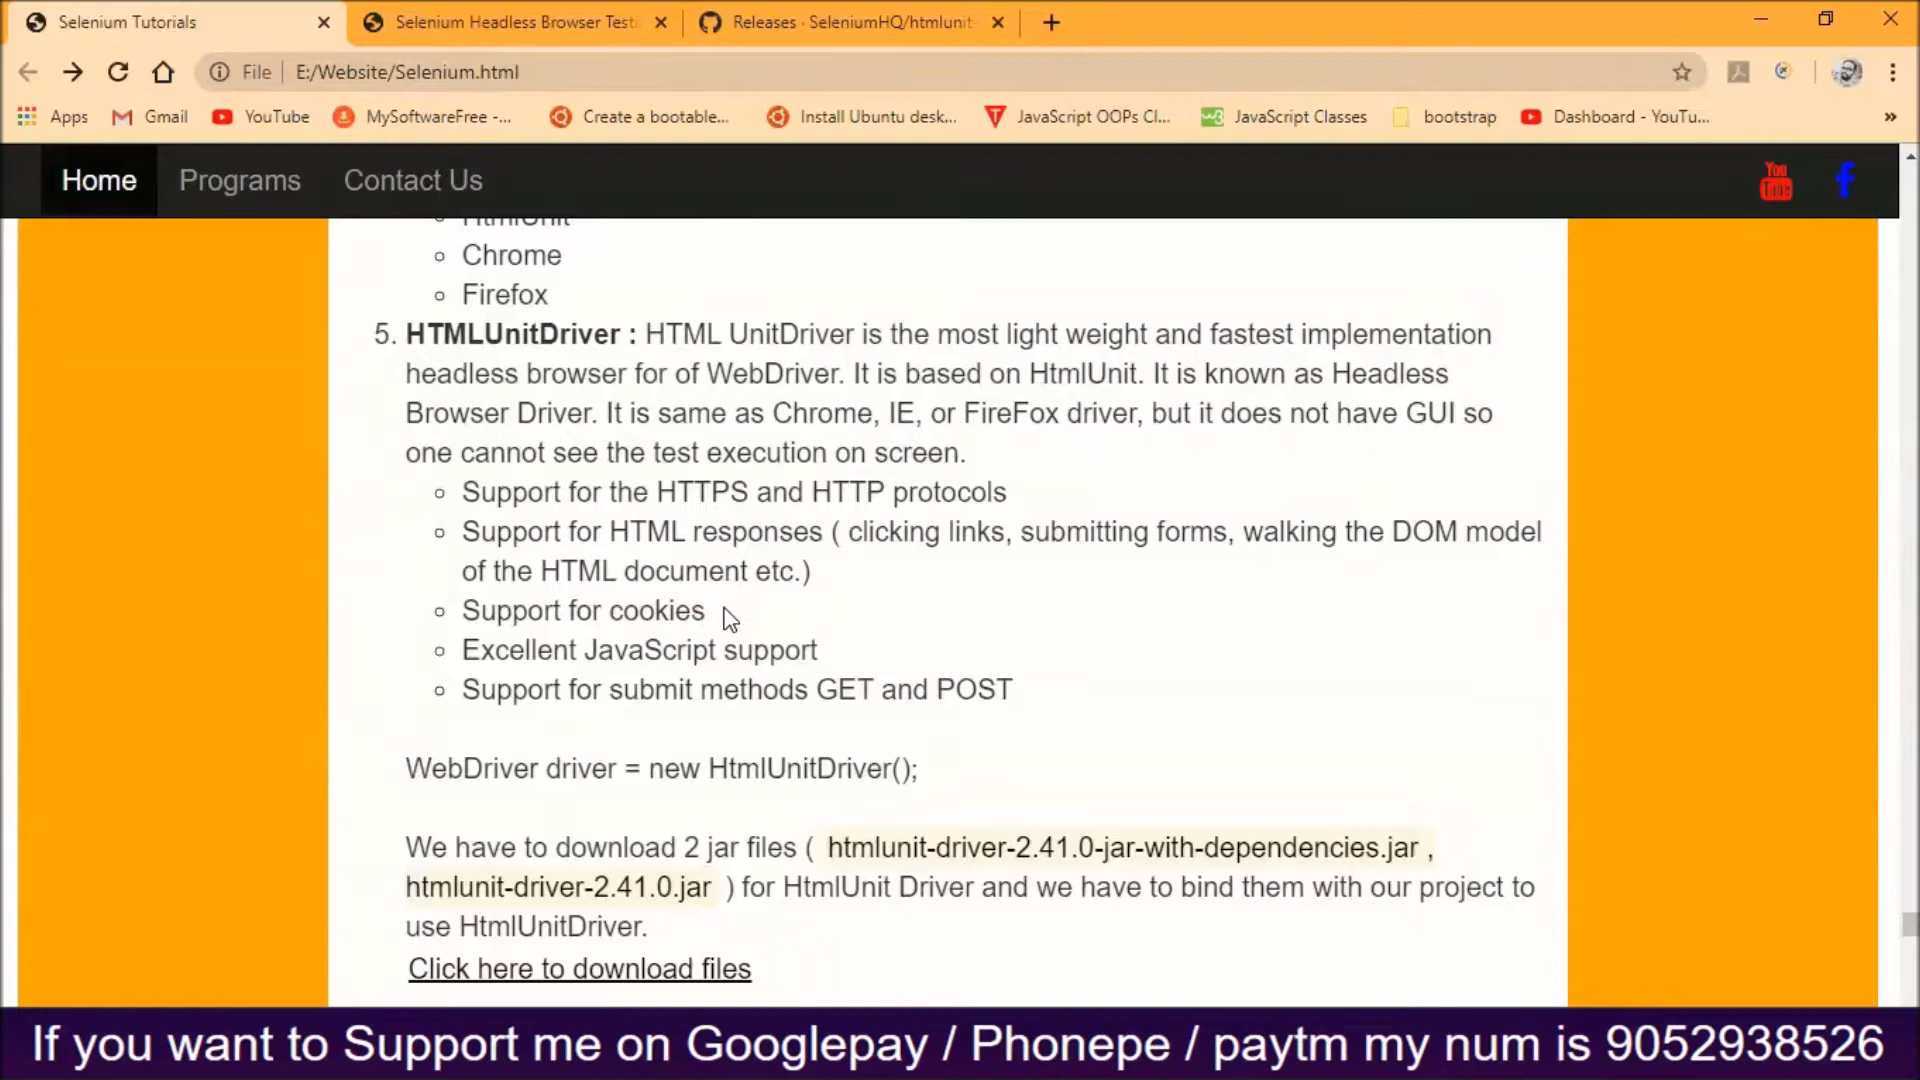 Selenium Tutorials
Selenium Headless Browser Test
Releases · SeleniumHQ/htmlunit-
File
E:/Website/Selenium.html
Apps
Gmail
YouTube
MySoftwareFree -...
Create a bootable...
Install Ubuntu desk...
JavaScript OOPs Cl...
JavaScript Classes
bootstrap
Dashboard - YouTu...
»
Home
Programs
Contact Us
You
Tube
HtmlUnit
Chrome
Firefox
5. HTMLUnitDriver : HTML UnitDriver is the most light weight and fastest implementation
headless browser for of WebDriver. It is based on HtmlUnit. It is known as Headless
Browser Driver. It is same as Chrome, IE, or FireFox driver, but it does not have GUI so
one cannot see the test execution on screen.
Support for the HTTPS and HTTP protocols
Support for HTML responses ( clicking links, submitting forms, walking the DOM model
of the HTML document etc.)
Support for cookies
Excellent JavaScript support
Support for submit methods GET and POST
WebDriver driver = new HtmlUnitDriver();
We have to download 2 jar files ( htmlunit-driver-2.41.0-jar-with-dependencies.jar ,
htmlunit-driver-2.41.0.jar ) for HtmlUnit Driver and we have to bind them with our project to
use HtmlUnitDriver.
Click here to download files
If you want to Support me on Googlepay / Phonepe / paytm my num is 9052938526